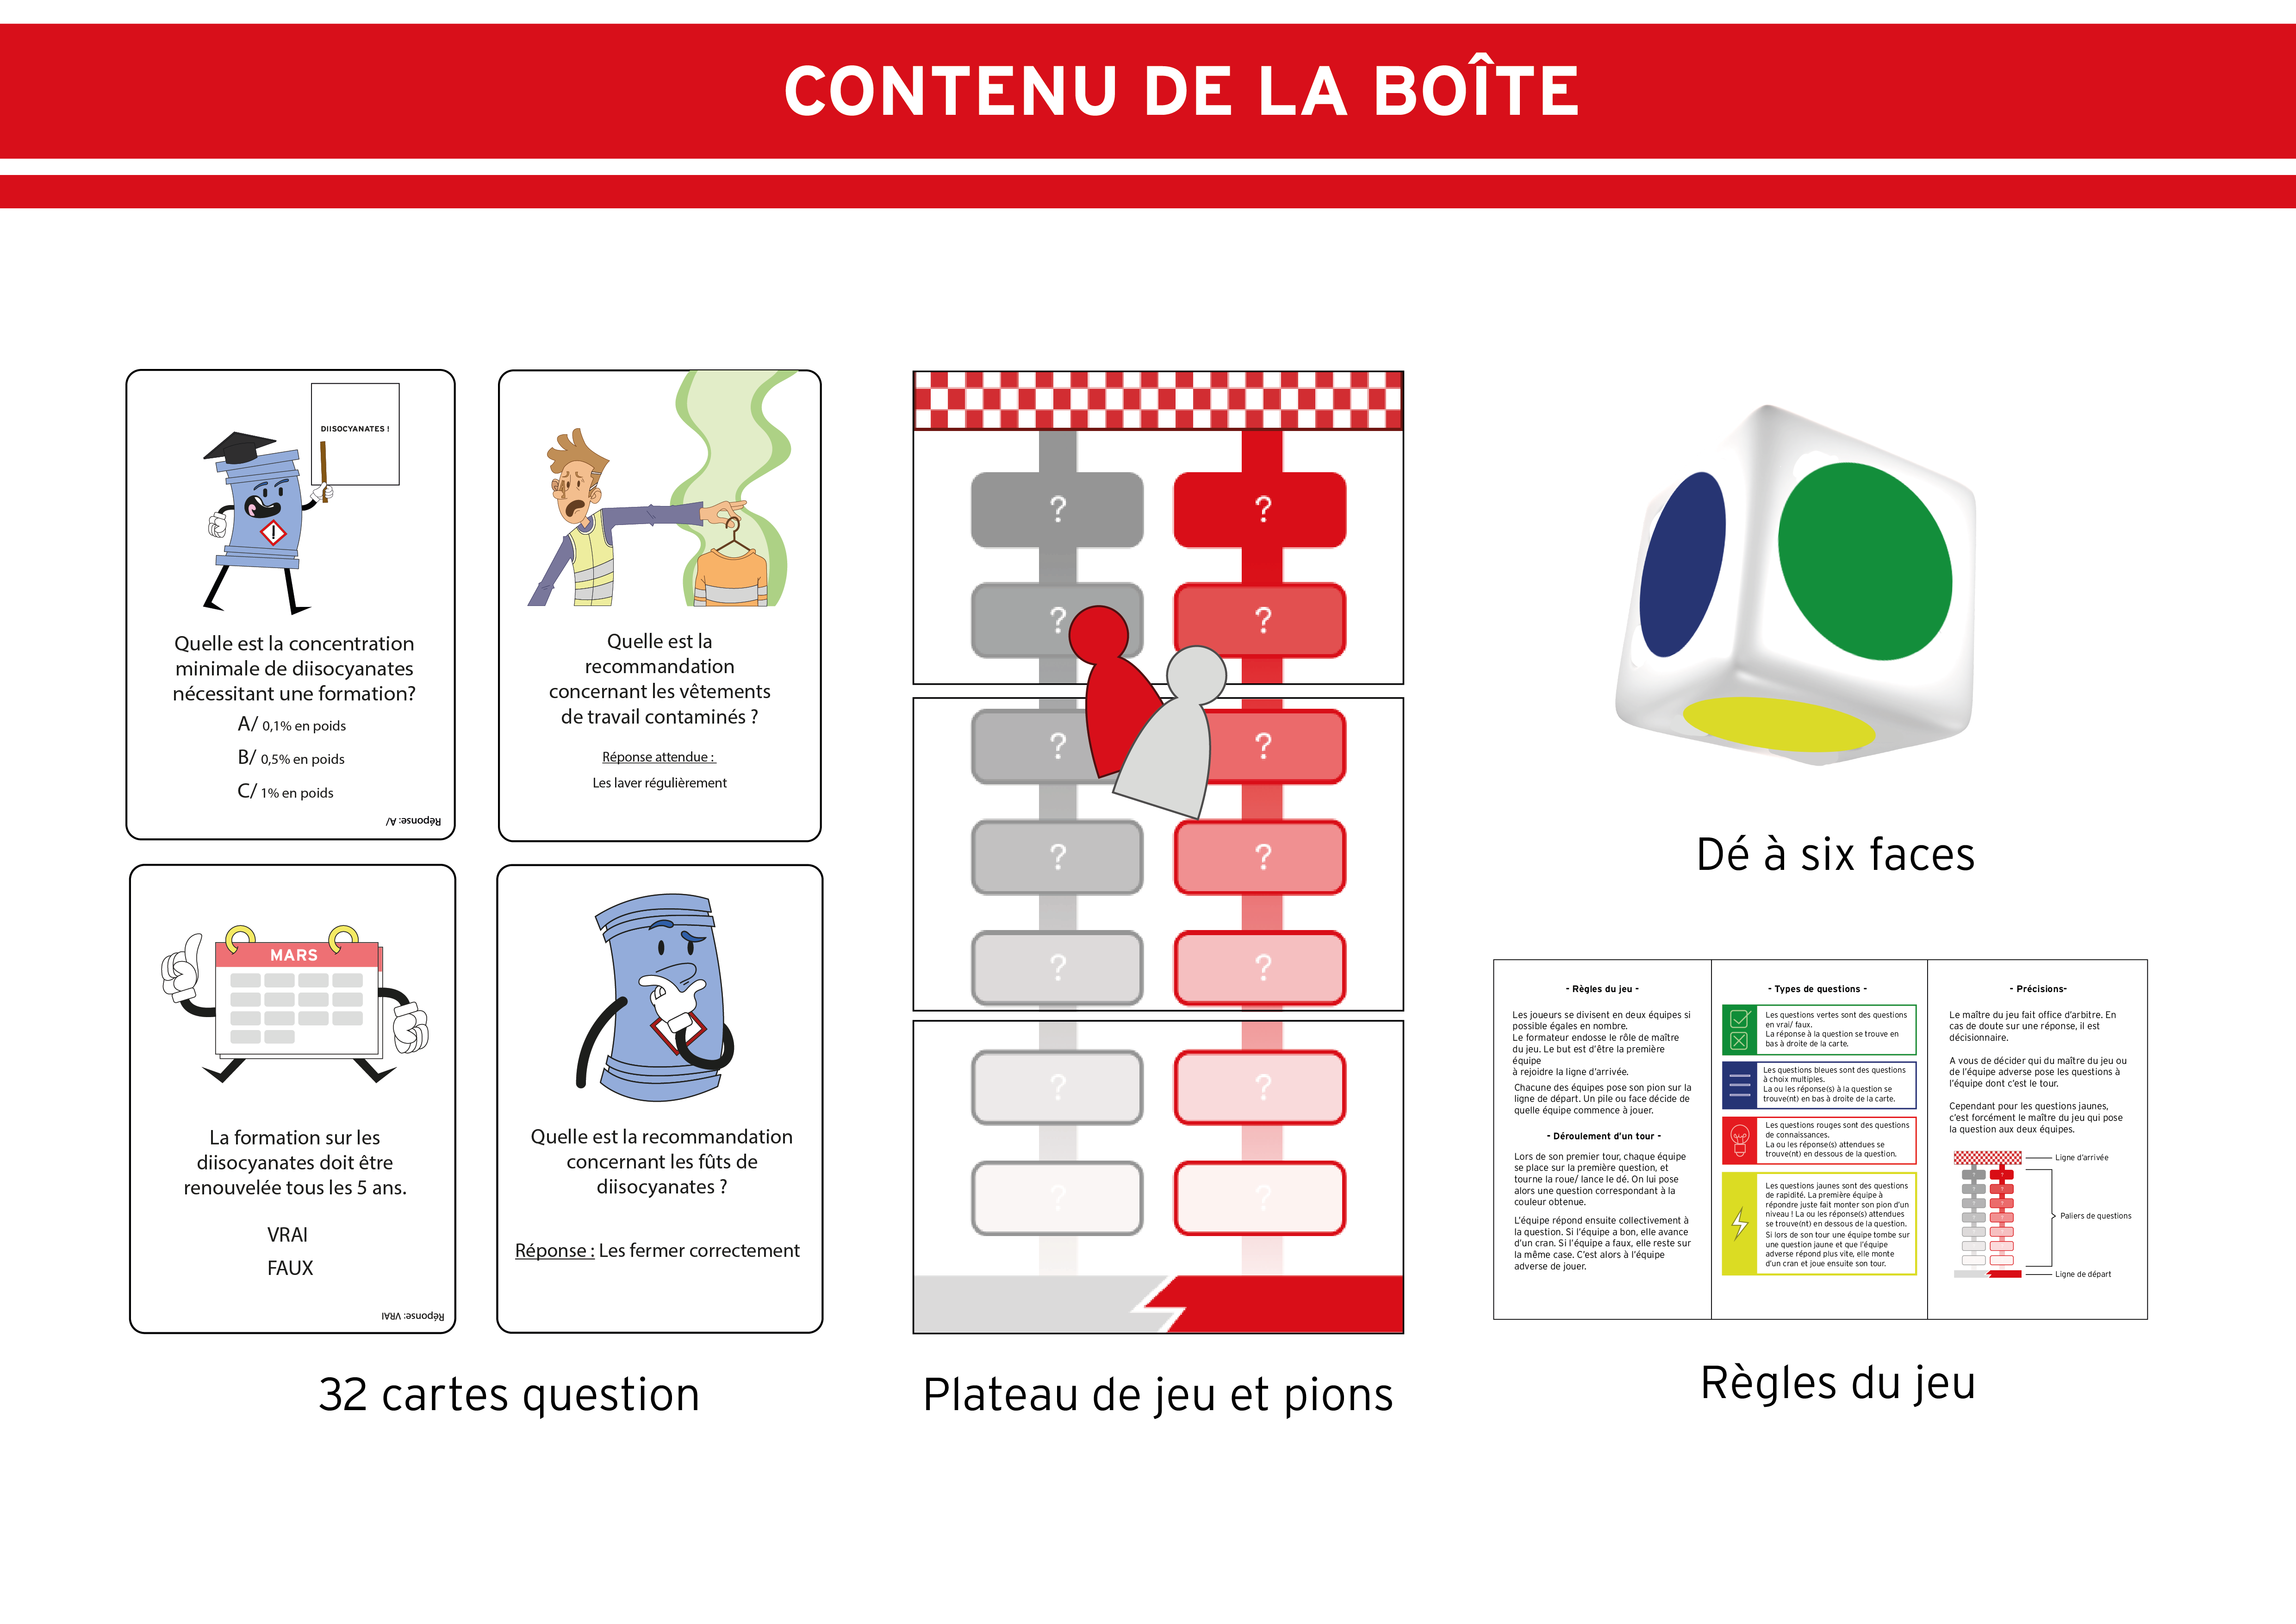 CONTENU DE LA BOÎTE
DIISOCYANATES !
Quelle est la concentration
minimale de diisocyanates
nécessitant une formation?
A/ 0,1% en poids
B/ 0,5% en poids
C/ 1% en poids
Réponse: A/
Quelle est la
recommandation
concernant les vêtements
de travail contaminés ?
Réponse attendue :
Les laver régulièrement
MARS
La formation sur les
diisocyanates doit être
renouvelée tous les 5 ans.
VRAI
FAUX
Réponse: VRAI
Quelle est la recommandation
concernant les fûts de
diisocyanates ?
Réponse : Les fermer correctement
32 cartes question
? ?
? ?
? ?
? ?
? ?
? ?
? ?
Plateau de jeu et pions
Dé à six faces
- Règles du jeu -
Les joueurs se divisent en deux équipes si
possible égales en nombre.
Le formateur endosse le rôle de maître
du jeu. Le but est d'être la première
équipe
à rejoindre la ligne d'arrivée.
Chacune des équipes pose son pion sur la
ligne de départ. Un pile ou face décide de
quelle équipe commence à jouer.
- Déroulement d'un tour -
Lors de son premier tour, chaque équipe
se place sur la première question, et
tourne la roue/ lance le dé. On lui pose
alors une question correspondant à la
couleur obtenue.
L'équipe répond ensuite collectivement à
la question. Si l'équipe a bon, elle avance
d'un cran. Si l'équipe a faux, elle reste sur
la même case. C'est alors à l'équipe
adverse de jouer.
- Types de questions -
Les questions vertes sont des questions
en vrai/ faux.
La réponse à la question se trouve en
bas à droite de la carte.
Les questions bleues sont des questions
à choix multiples.
La ou les réponse(s) à la question se
trouve(nt) en bas à droite de la carte.
Les questions rouges sont des questions
de connaissances.
La ou les réponse(s) attendues se
trouve(nt) en dessous de la question.
Les questions jaunes sont des questions
de rapidité. La première équipe à
répondre juste fait monter son pion d'un
niveau ! La ou les réponse(s) attendues
se trouve(nt) en dessous de la question.
Si lors de son tour une équipe tombe sur
une question jaune et que l'équipe
adverse répond plus vite, elle monte
d'un cran et joue ensuite son tour.
- Précisions-
Le maître du jeu fait office d'arbitre. En
cas de doute sur une réponse, il est
décisionnaire.
A vous de décider qui du maître du jeu ou
de l'équipe adverse pose les questions à
l'équipe dont c'est le tour.
Cependant pour les questions jaunes,
c'est forcément le maître du jeu qui pose
la question aux deux équipes.
Ligne d'arrivée
Paliers de questions
Ligne de départ
Règles du jeu